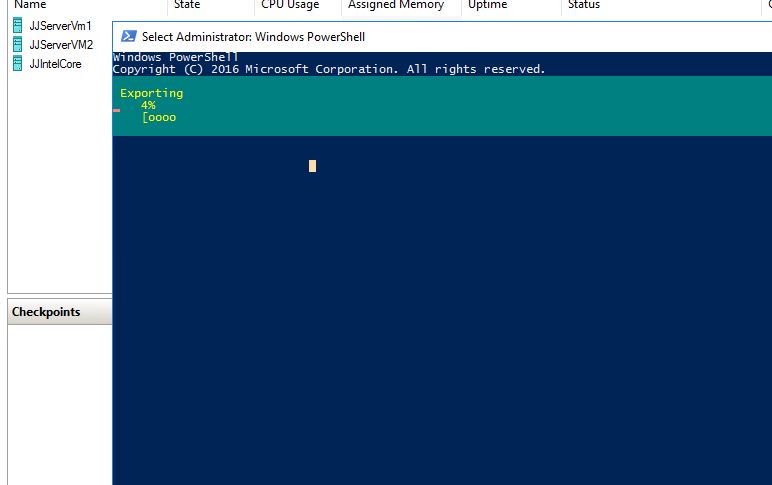 Name State CPU Usage Assigned Memory Uptime Status
JJServerVm1
JJServerVM2
JJIntelCore
Select Administrator: Windows PowerShell
Windows PowerShell
Copyright (C) 2016 Microsoft Corporation. All rights reserved.
Exporting
4%
[oooo
Checkpoints